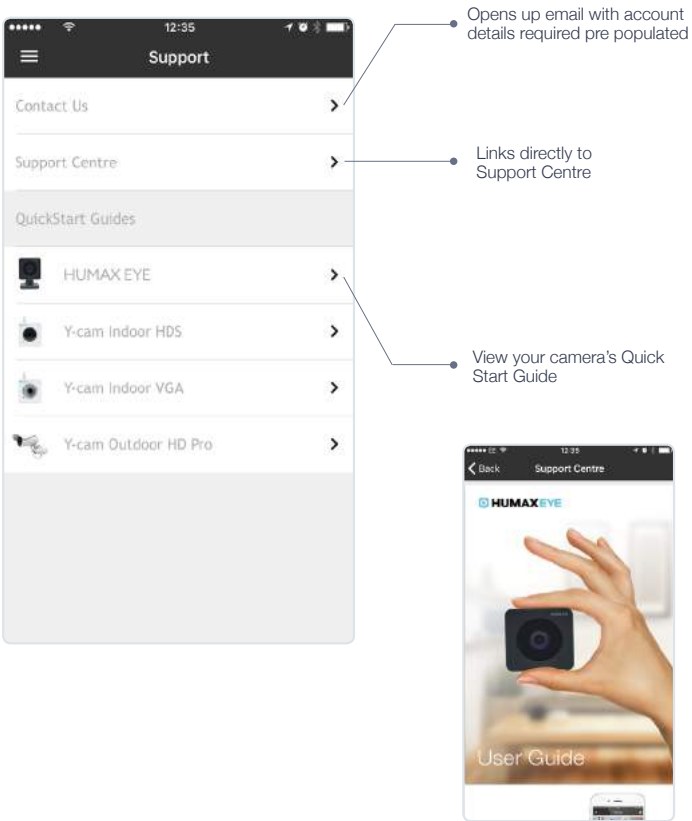 12:35
Support
Contact Us
Support Centre
QuickStart Guides
HUMAX EYE
Y-cam Indoor HDS
Y-cam Indoor VGA
Y-cam Outdoor HD Pro
Opens up email with account
details required pre populated
Links directly to
Support Centre
View your camera's Quick
Start Guide
12:35
Back Support Centre
HUMAXEYE
User Guide